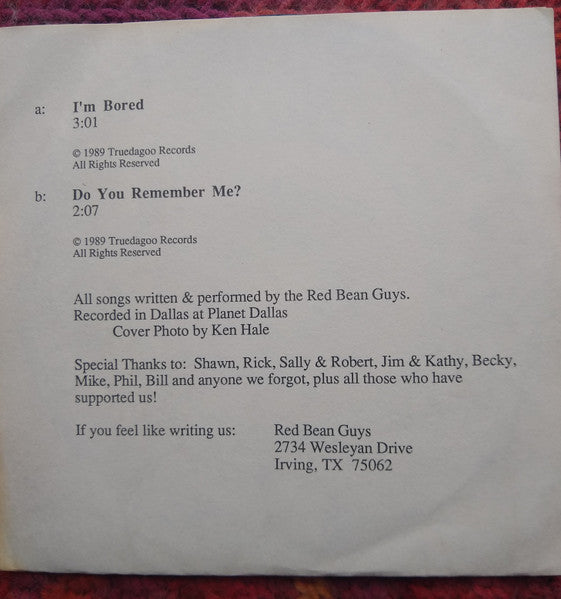 a: I'm Bored
3:01
© 1989 Truedagoo Records
All Rights Reserved
b: Do You Remember Me?
2:07
© 1989 Truedagoo Records
All Rights Reserved
All songs written & performed by the Red Bean Guys.
Recorded in Dallas at Planet Dallas
Cover Photo by Ken Hale
Special Thanks to: Shawn, Rick, Sally & Robert, Jim & Kathy, Becky,
Mike, Phil, Bill and anyone we forgot, plus all those who have
supported us!
If you feel like writing us: Red Bean Guys
2734 Wesleyan Drive
Irving, TX 75062